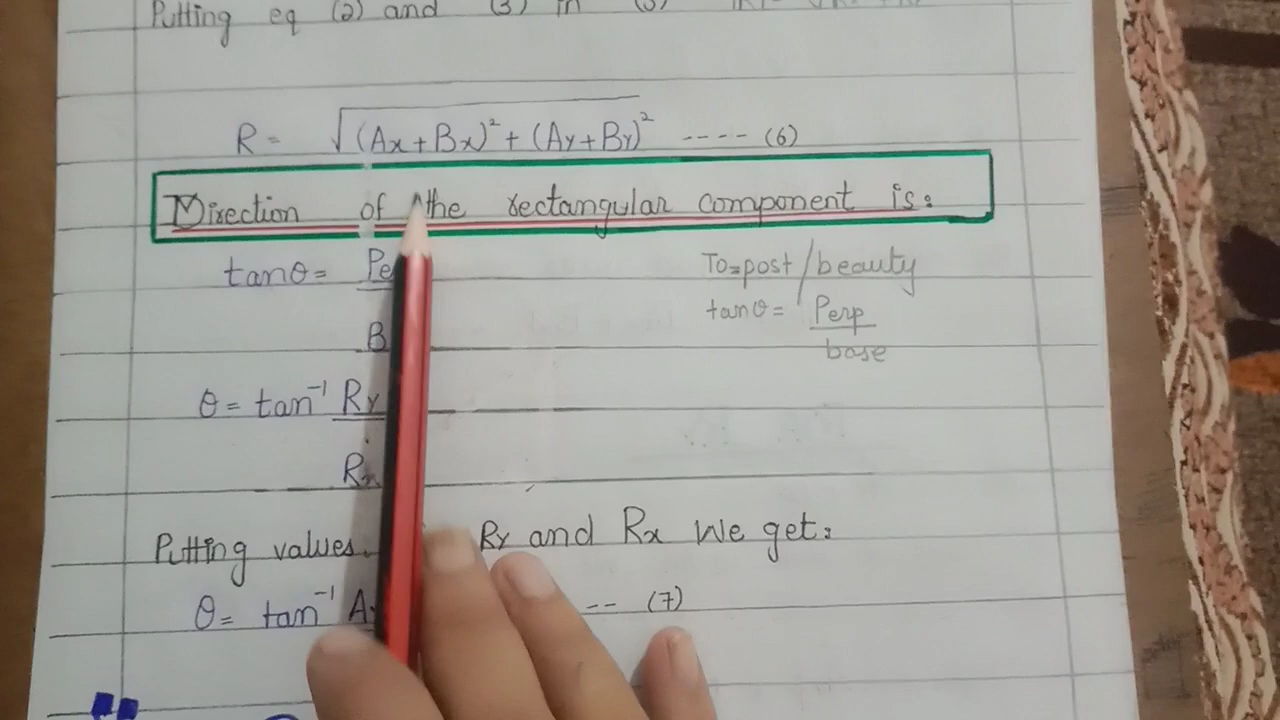 Putting eq (2) and (3) in
R = √(Ax+Bx)² + (Ay+By)² ---- (6)
Direction of the rectangular component is:
tanθ =
To=post/beauty
tanθ = Perp
base
B
θ = tan⁻¹ Ry
Rx
Putting values Ry and Rx We get:
θ = tan⁻¹ -- (7)